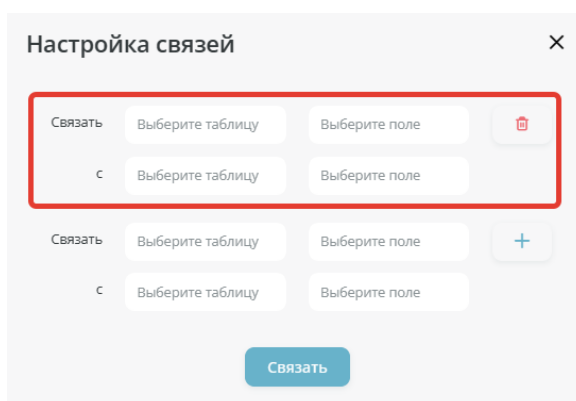 Настройка связей
Связать Выберите таблицу Выберите поле
с Выберите таблицу Выберите поле
Связать Выберите таблицу Выберите поле
с Выберите таблицу Выберите поле
Связать